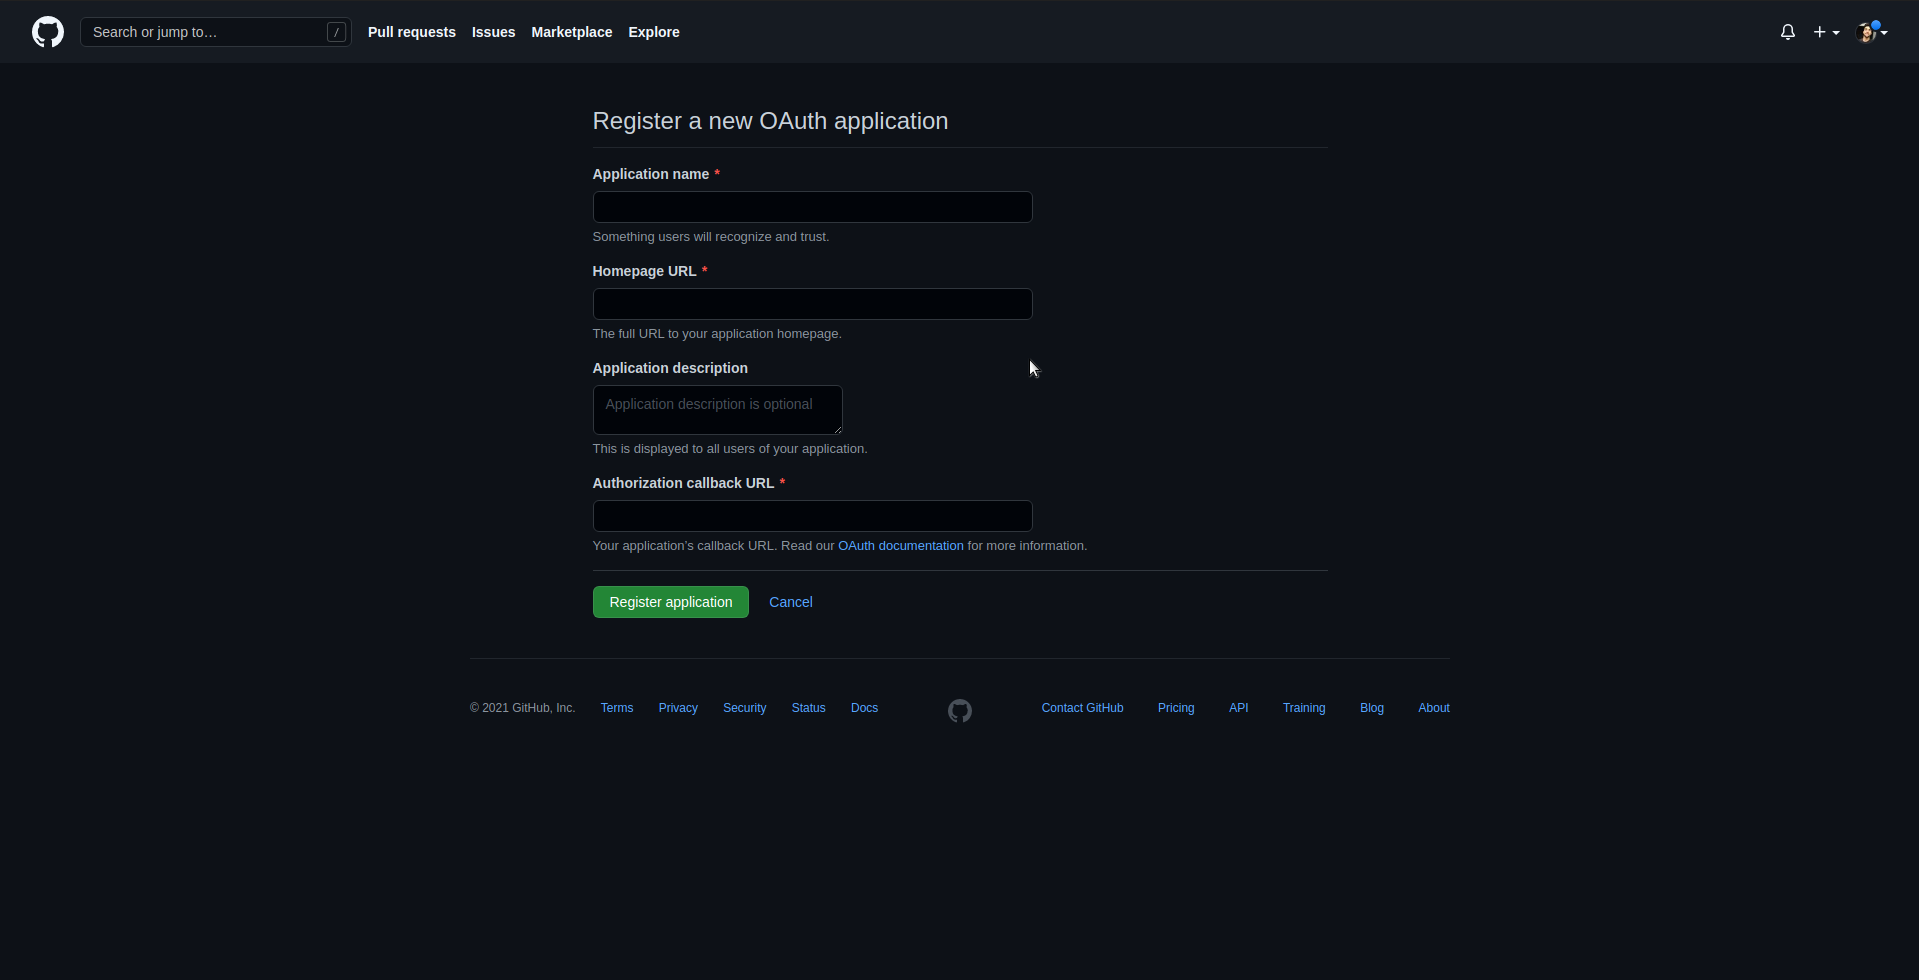 Search or jump to… / Pull requests Issues Marketplace Explore
Register a new OAuth application
Application name *
Something users will recognize and trust.
Homepage URL *
The full URL to your application homepage.
Application description
Application description is optional
This is displayed to all users of your application.
Authorization callback URL *
Your application's callback URL. Read our OAuth documentation for more information.
Register application Cancel
© 2021 GitHub, Inc. Terms Privacy Security Status Docs Contact GitHub Pricing API Training Blog About